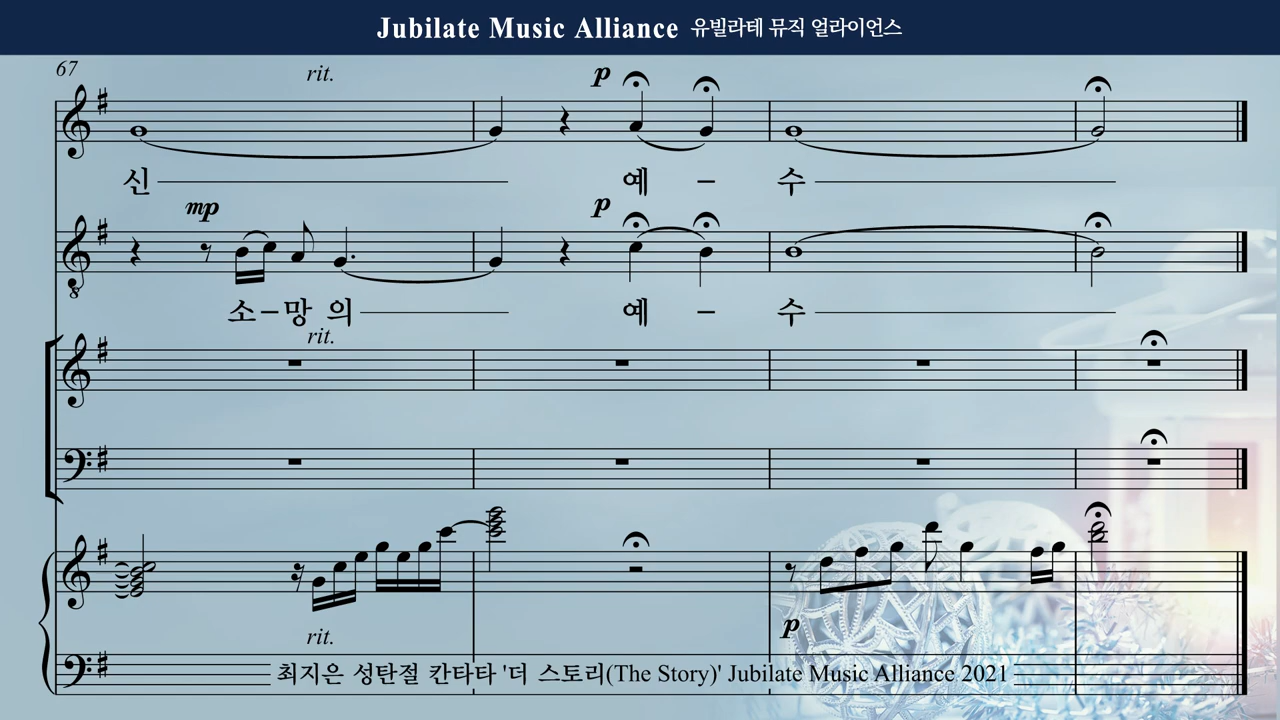 Jubilate Music Alliance 유빌라테 뮤직 얼라이언스
67
rit.
p
신 예 – 수
mp
p
소–망 의 예 – 수
rit.
rit.
p
최지은 성탄절 칸타타 '더 스토리(The Story)' Jubilate Music Alliance 2021